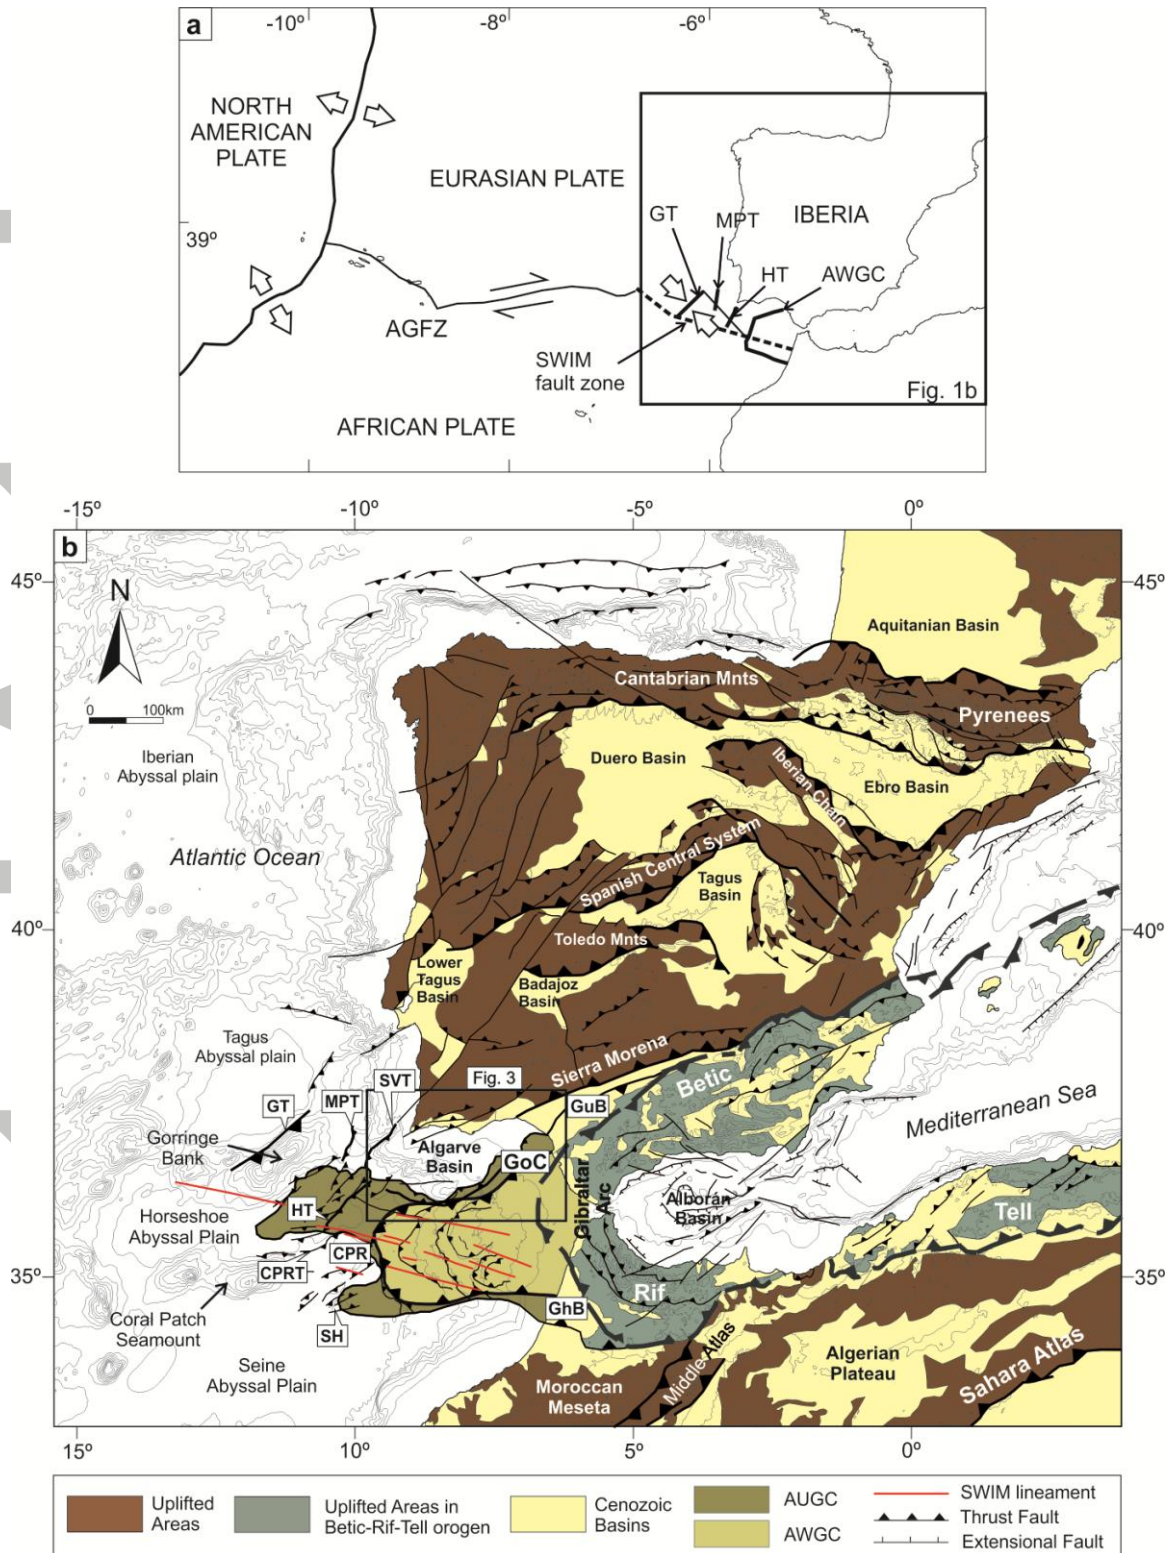 a
-10º
-8º
-6º
NORTH
AMERICAN
PLATE
EURASIAN PLATE
GT
MPT
IBERIA
39º
HT
AWGC
AGFZ
SWIM
fault zone
AFRICAN PLATE
Fig. 1b
-15º
-10º
-5º
0º
b
45º
45º
N
Aquitanian Basin
Cantabrian Mnts
0
100km
Pyrenees
Iberian
Abyssal plain
Duero Basin
Iberian Chain
Ebro Basin
Atlantic Ocean
Spanish Central System
Tagus
Basin
40º
40º
Toledo Mnts
Lower
Tagus
Basin
Badajoz
Basin
Tagus
Abyssal plain
Sierra Morena
SVT
Fig. 3
Betic
GT
MPT
GuB
Mediterranean Sea
Gorringe
Bank
Algarve
Basin
GoC
Gibraltar
Arc
Alborán
Basin
HT
Horseshoe
Abyssal Plain
Tell
CPR
CPRT
35º
35º
Rif
GhB
Coral Patch
Seamount
SH
Seine
Abyssal Plain
Middle Atlas
Algerian
Plateau
Sahara Atlas
Moroccan
Meseta
15º
10º
5º
0º
Uplifted
Areas
Uplifted Areas in
Betic-Rif-Tell orogen
Cenozoic
Basins
AUGC
AWGC
SWIM lineament
Thrust Fault
Extensional Fault